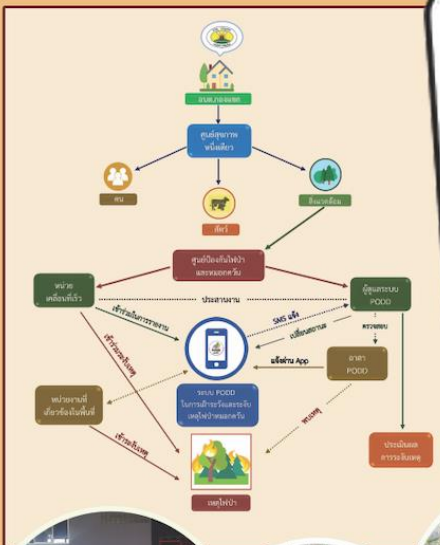 ศูนย์สุขภาพ
หนึ่งเดียว
คน
สัตว์
สิ่งแวดล้อม
ศูนย์ป้องกันไฟป่า
และหมอกควัน
หน่วย
เคลื่อนที่เร็ว
ประสานงาน
ผู้ดูแลระบบ
PODD
เข้าร่วมในการรายงาน
SMS แจ้ง
เปลี่ยนสถานะ
ตรวจสอบ
เข้าร่วมระงับเหตุ
แจ้งผ่าน App
อาสา
PODD
หน่วยงานที่
เกี่ยวข้องในพื้นที่
ระบบ PODD
ในการเฝ้าระวังและระงับ
เหตุไฟป่าหมอกควัน
เข้าระงับเหตุ
พบเหตุ
ประเมินผล
การระงับเหตุ
เหตุไฟป่า